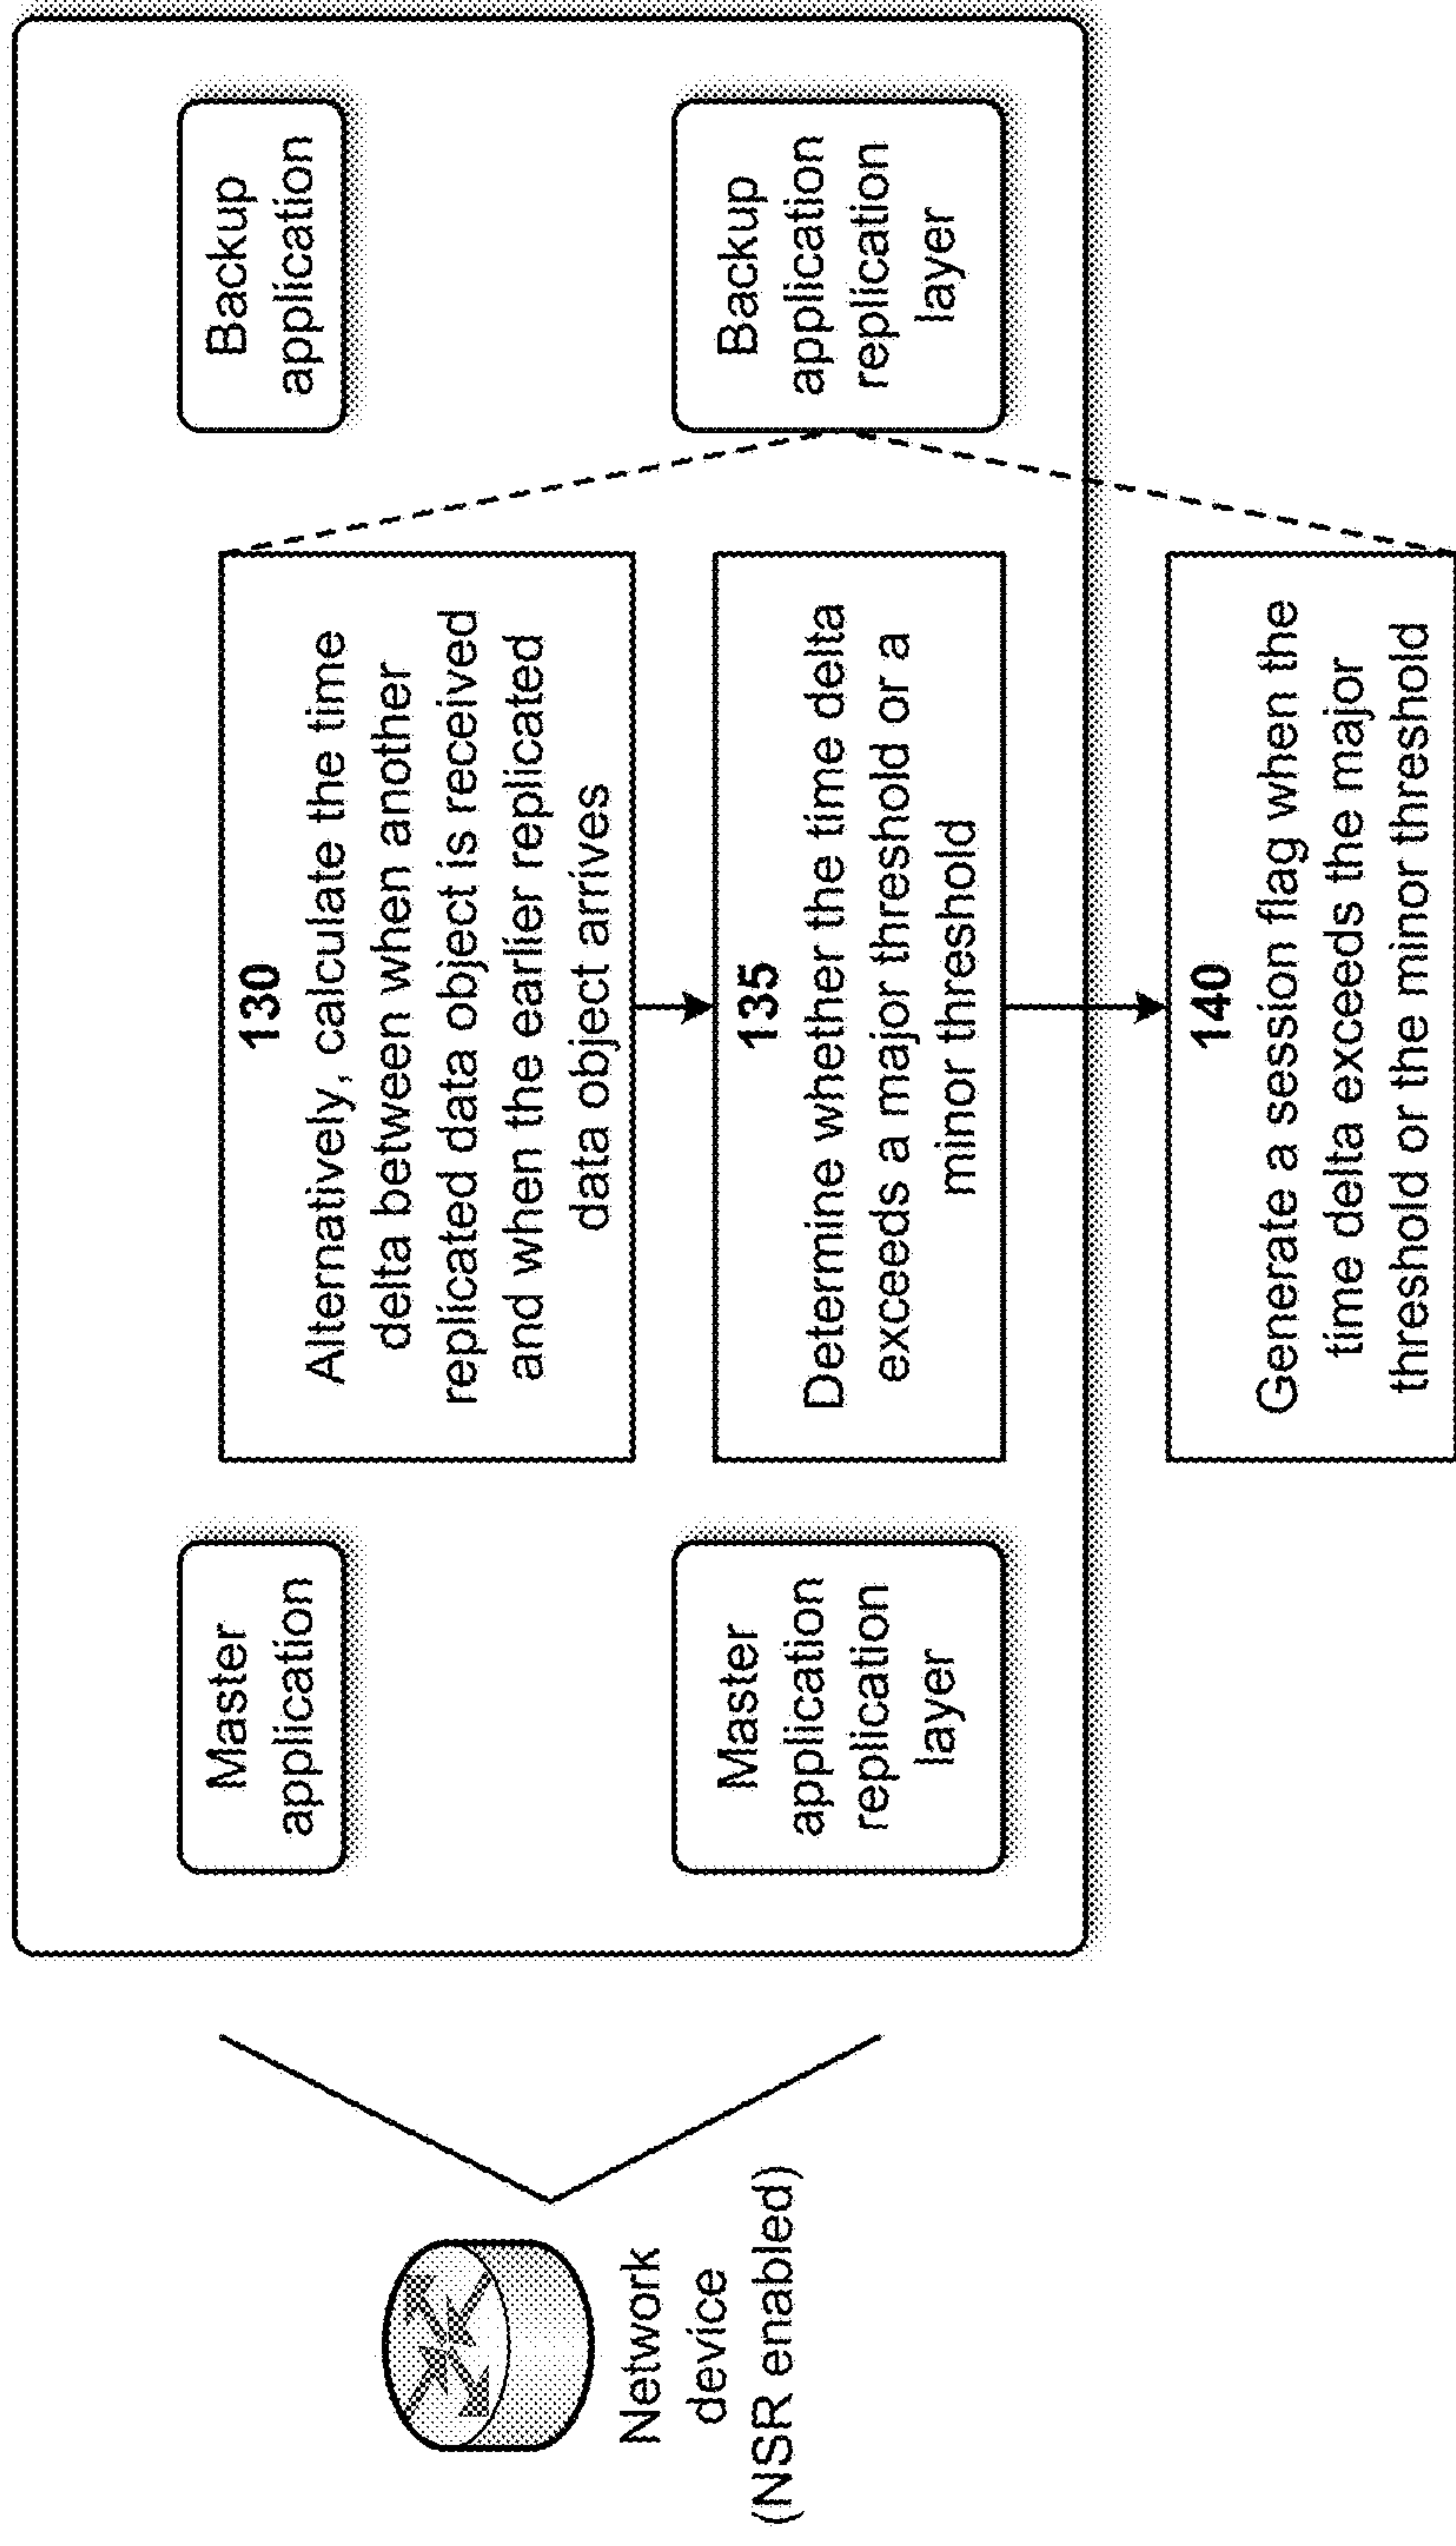 Network
device
(NSR enabled)
Master
application
Master
application
replication
layer
130
Alternatively, calculate the time
delta between when another
replicated data object is received
and when the earlier replicated
data object arrives
135
Determine whether the time delta
exceeds a major threshold or a
minor threshold
140
Generate a session flag when the
time delta exceeds the major
threshold or the minor threshold
Backup
application
Backup
application
replication
layer